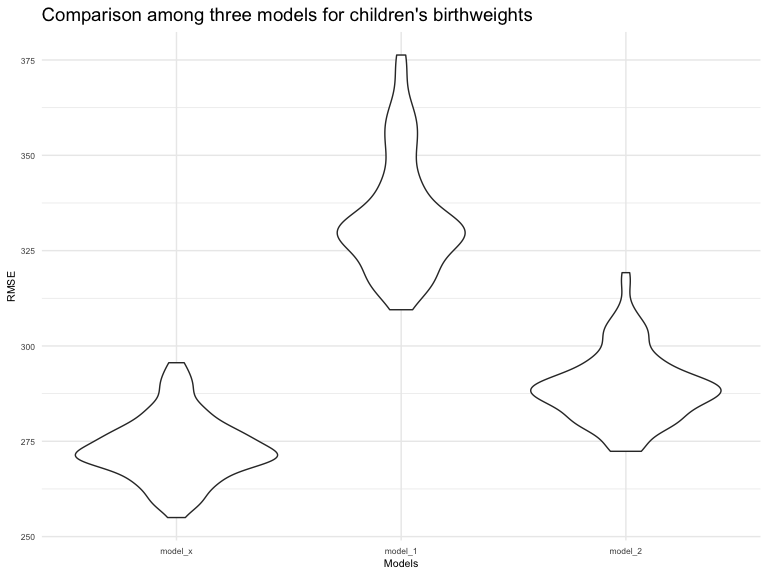 Comparison among three models for children's birthweights
RMSE
375
350
325
300
275
250
model_x
model_1
model_2
Models